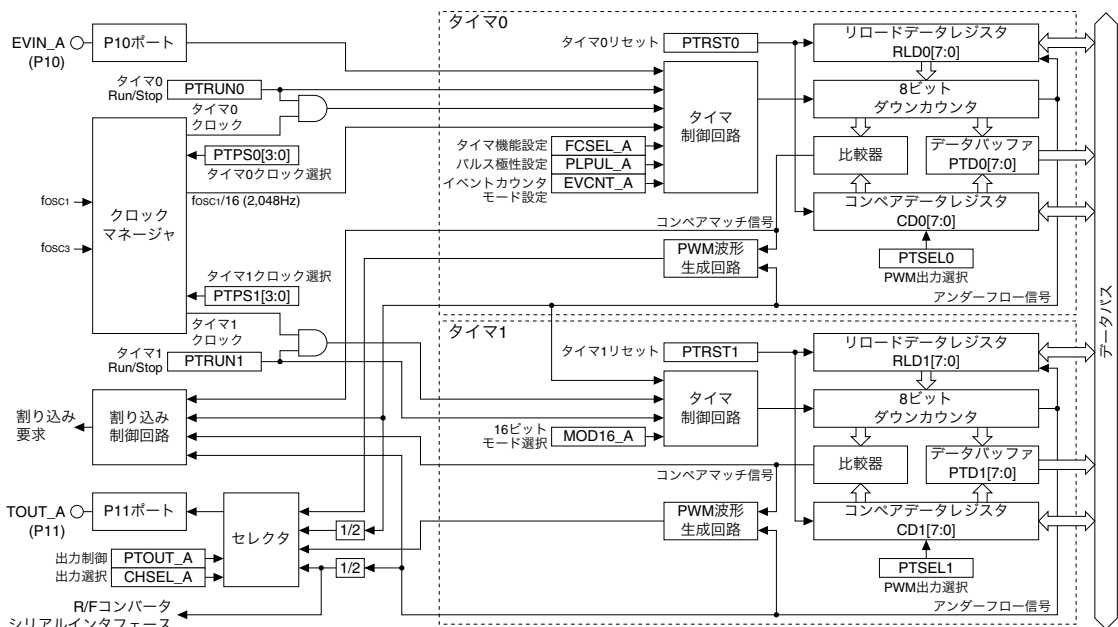 タイマ0
EVIN_A
(P10)
P10ポート
タイマ0リセット
PTRST0
リロードデータレジスタ
RLD0[7:0]
タイマ0
Run/Stop
PTRUN0
タイマ0
クロック
PTPS0[3:0]
タイマ0クロック選択
fOSC1/16 (2,048Hz)
fOSC1
fOSC3
クロック
マネージャ
タイマ
制御回路
タイマ機能設定
FCSEL_A
パルス極性設定
PLPUL_A
イベントカウンタ
モード設定
EVCNT_A
8ビット
ダウンカウンタ
比較器
データバッファ
PTD0[7:0]
コンペアデータレジスタ
CD0[7:0]
PTSEL0
PWM出力選択
コンペアマッチ信号
PWM波形
生成回路
アンダーフロー信号
データバス
タイマ1クロック選択
PTPS1[3:0]
タイマ1
クロック
タイマ1
Run/Stop
PTRUN1
タイマ1
タイマ1リセット
PTRST1
リロードデータレジスタ
RLD1[7:0]
タイマ
制御回路
16ビット
モード選択
MOD16_A
8ビット
ダウンカウンタ
比較器
データバッファ
PTD1[7:0]
コンペアデータレジスタ
CD1[7:0]
PTSEL1
PWM出力選択
コンペアマッチ信号
PWM波形
生成回路
アンダーフロー信号
割り込み
要求
割り込み
制御回路
TOUT_A
(P11)
P11ポート
セレクタ
1/2
1/2
出力制御
PTOUT_A
出力選択
CHSEL_A
R/Fコンバータ
シリアルインタフェース